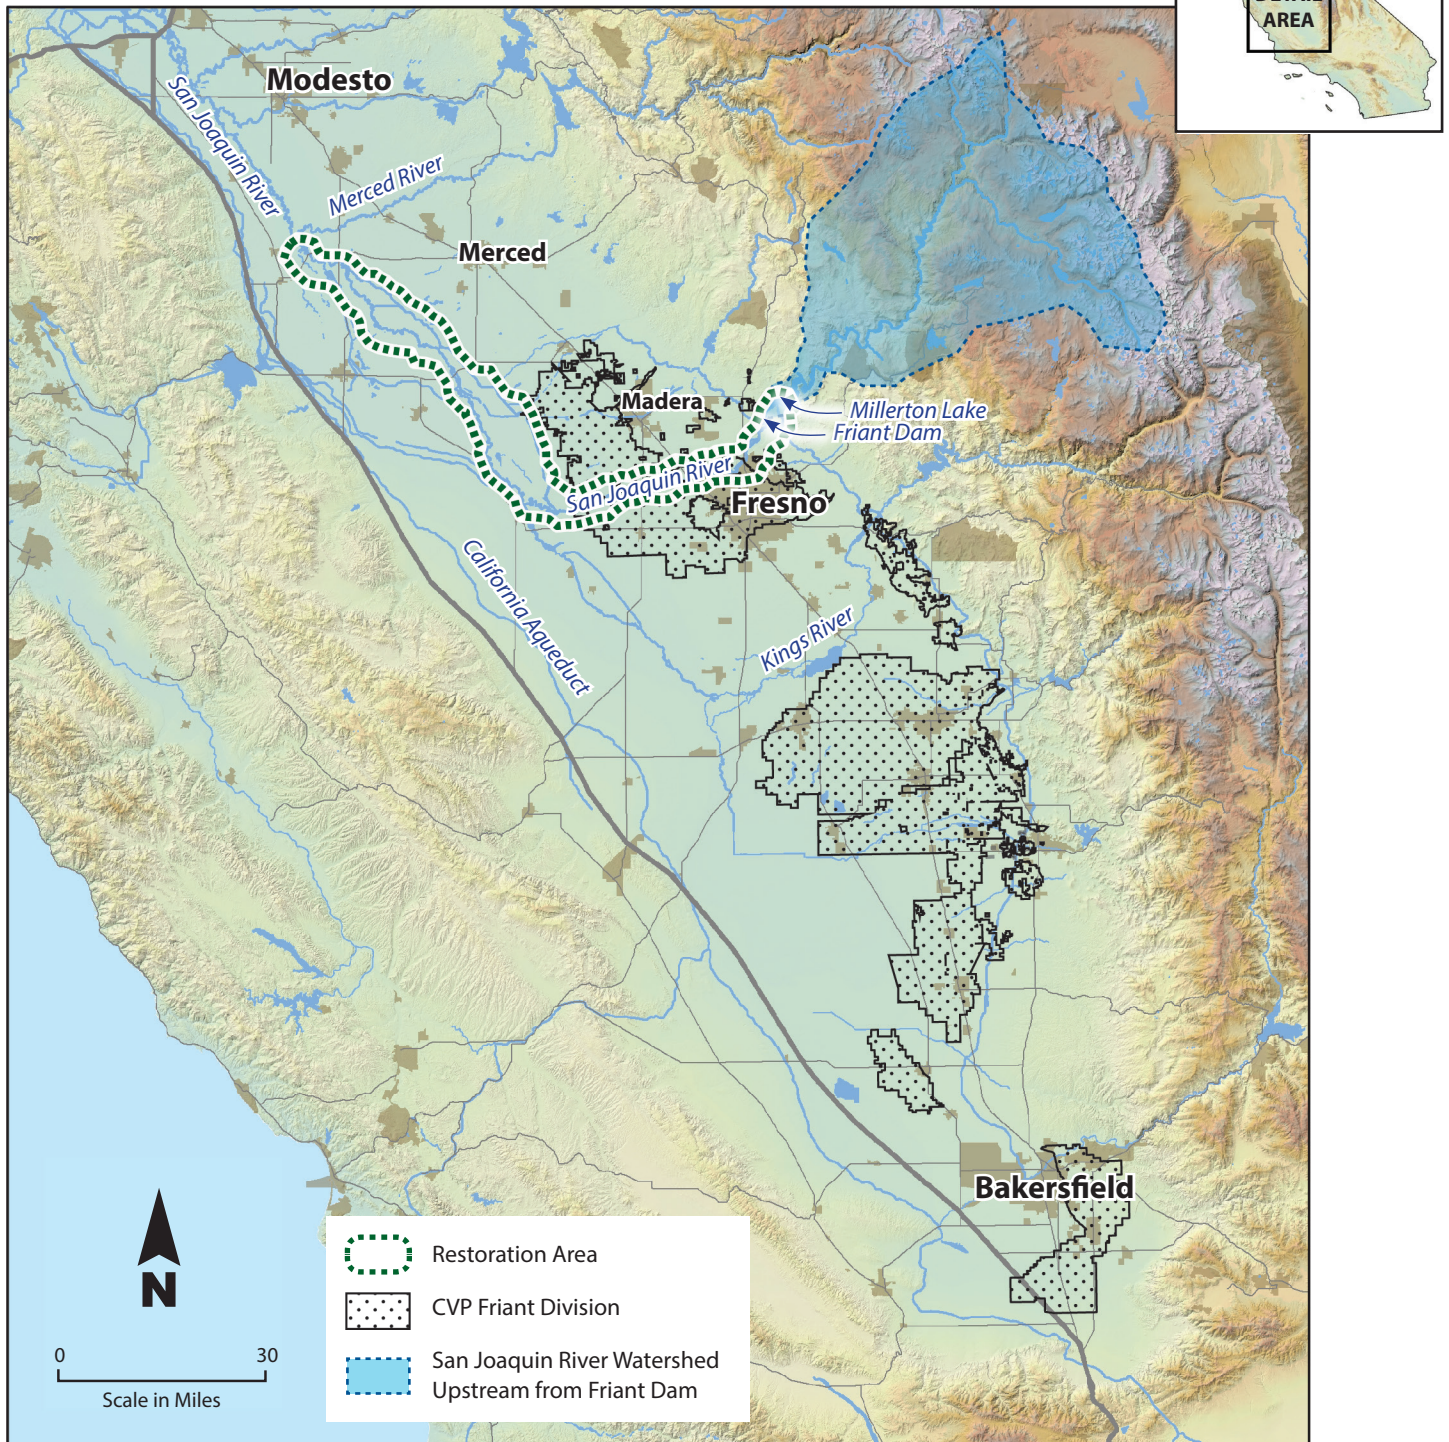 AREA
Modesto
San Joaquin River
Merced River
Merced
Madera
Millerton Lake
Friant Dam
San Joaquin River
Fresno
California Aqueduct
Kings River
Bakersfield
N
0 30
Scale in Miles
Restoration Area
CVP Friant Division
San Joaquin River Watershed
Upstream from Friant Dam